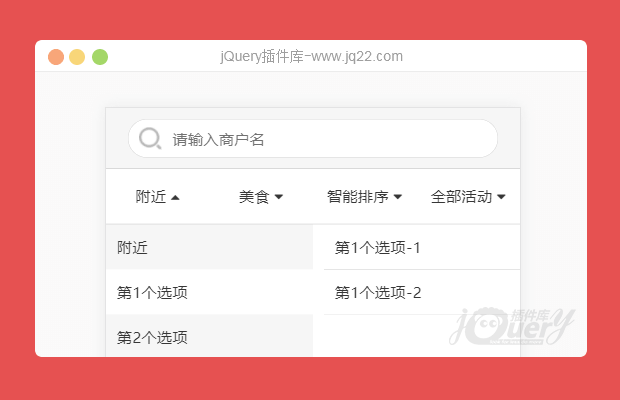 jQuery插件库-www.jq22.com
请输入商户名
附近 美食 智能排序 全部活动
附近 第1个选项-1
第1个选项 第1个选项-2
第2个选项
jQuery 插件库